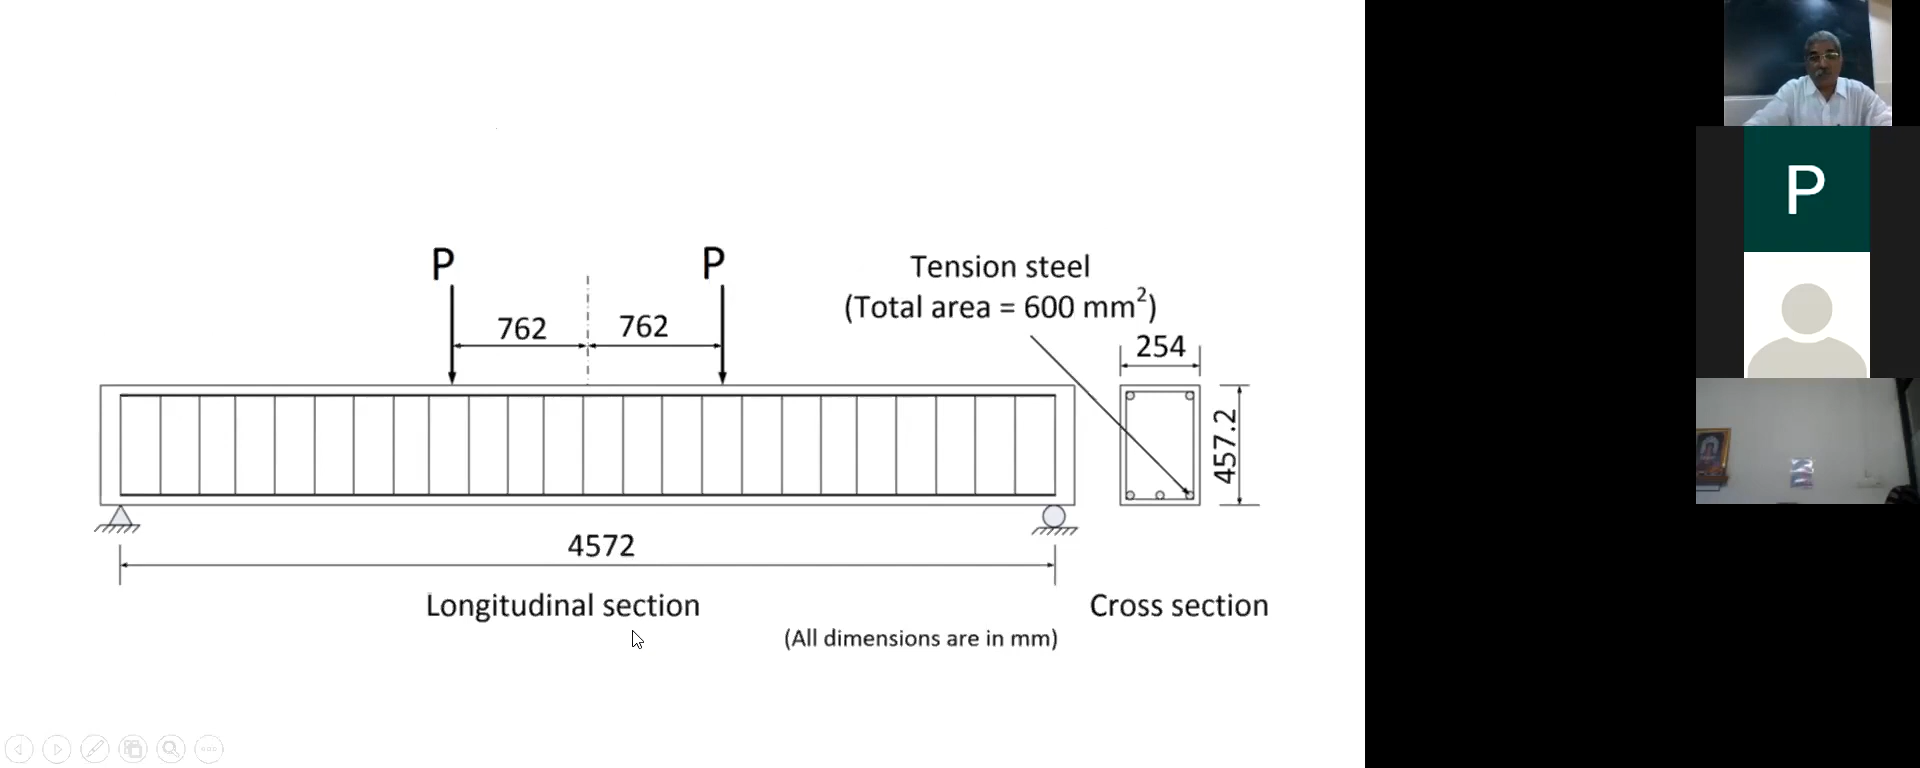 P
P
762
762
Tension steel
(Total area = 600 mm²)
254
457.2
4572
Longitudinal section
Cross section
(All dimensions are in mm)
P